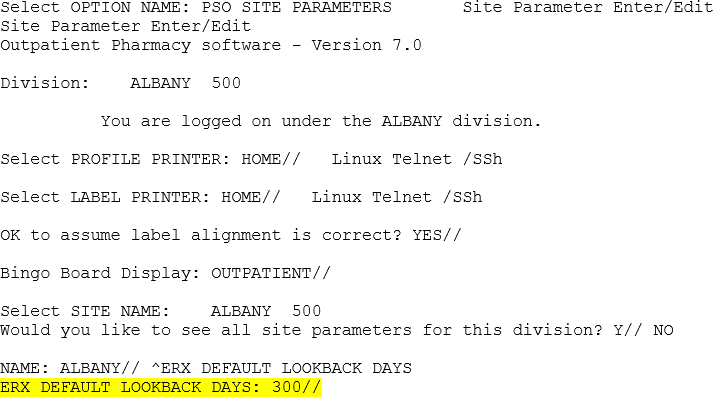 Select OPTION NAME: PSO SITE PARAMETERS       Site Parameter Enter/Edit
Site Parameter Enter/Edit
Outpatient Pharmacy software - Version 7.0
Division:    ALBANY  500
You are logged on under the ALBANY division.
Select PROFILE PRINTER: HOME//   Linux Telnet /SSh
Select LABEL PRINTER: HOME//   Linux Telnet /SSh
OK to assume label alignment is correct? YES//
Bingo Board Display: OUTPATIENT//
Select SITE NAME:    ALBANY  500
Would you like to see all site parameters for this division? Y// NO
NAME: ALBANY// ^ERX DEFAULT LOOKBACK DAYS
ERX DEFAULT LOOKBACK DAYS: 300//